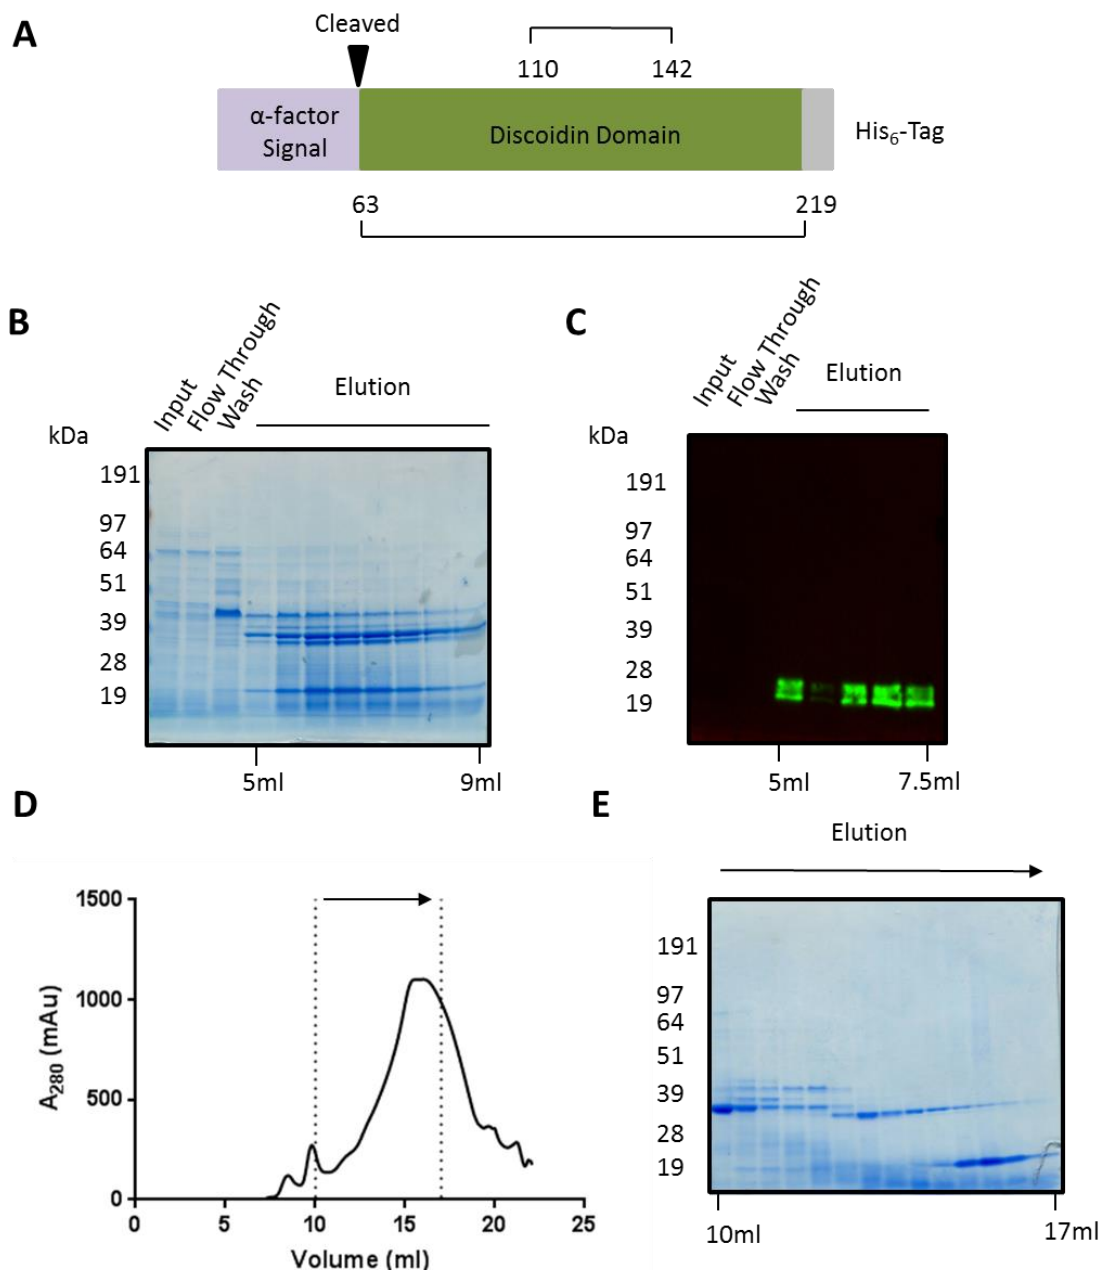 A
Cleaved
110 142
α-factor
Signal
Discoidin Domain
His₆-Tag
63 219
B
Input
Flow Through
Wash
Elution
kDa
191
97
64
51
39
28
19
5ml 9ml
C
Input
Flow Through
Wash
Elution
kDa
191
97
64
51
39
28
19
5ml 7.5ml
D
1500
1000
500
0
A₂₈₀ (mAu)
0 5 10 15 20 25
Volume (ml)
E
Elution
191
97
64
51
39
28
19
10ml 17ml